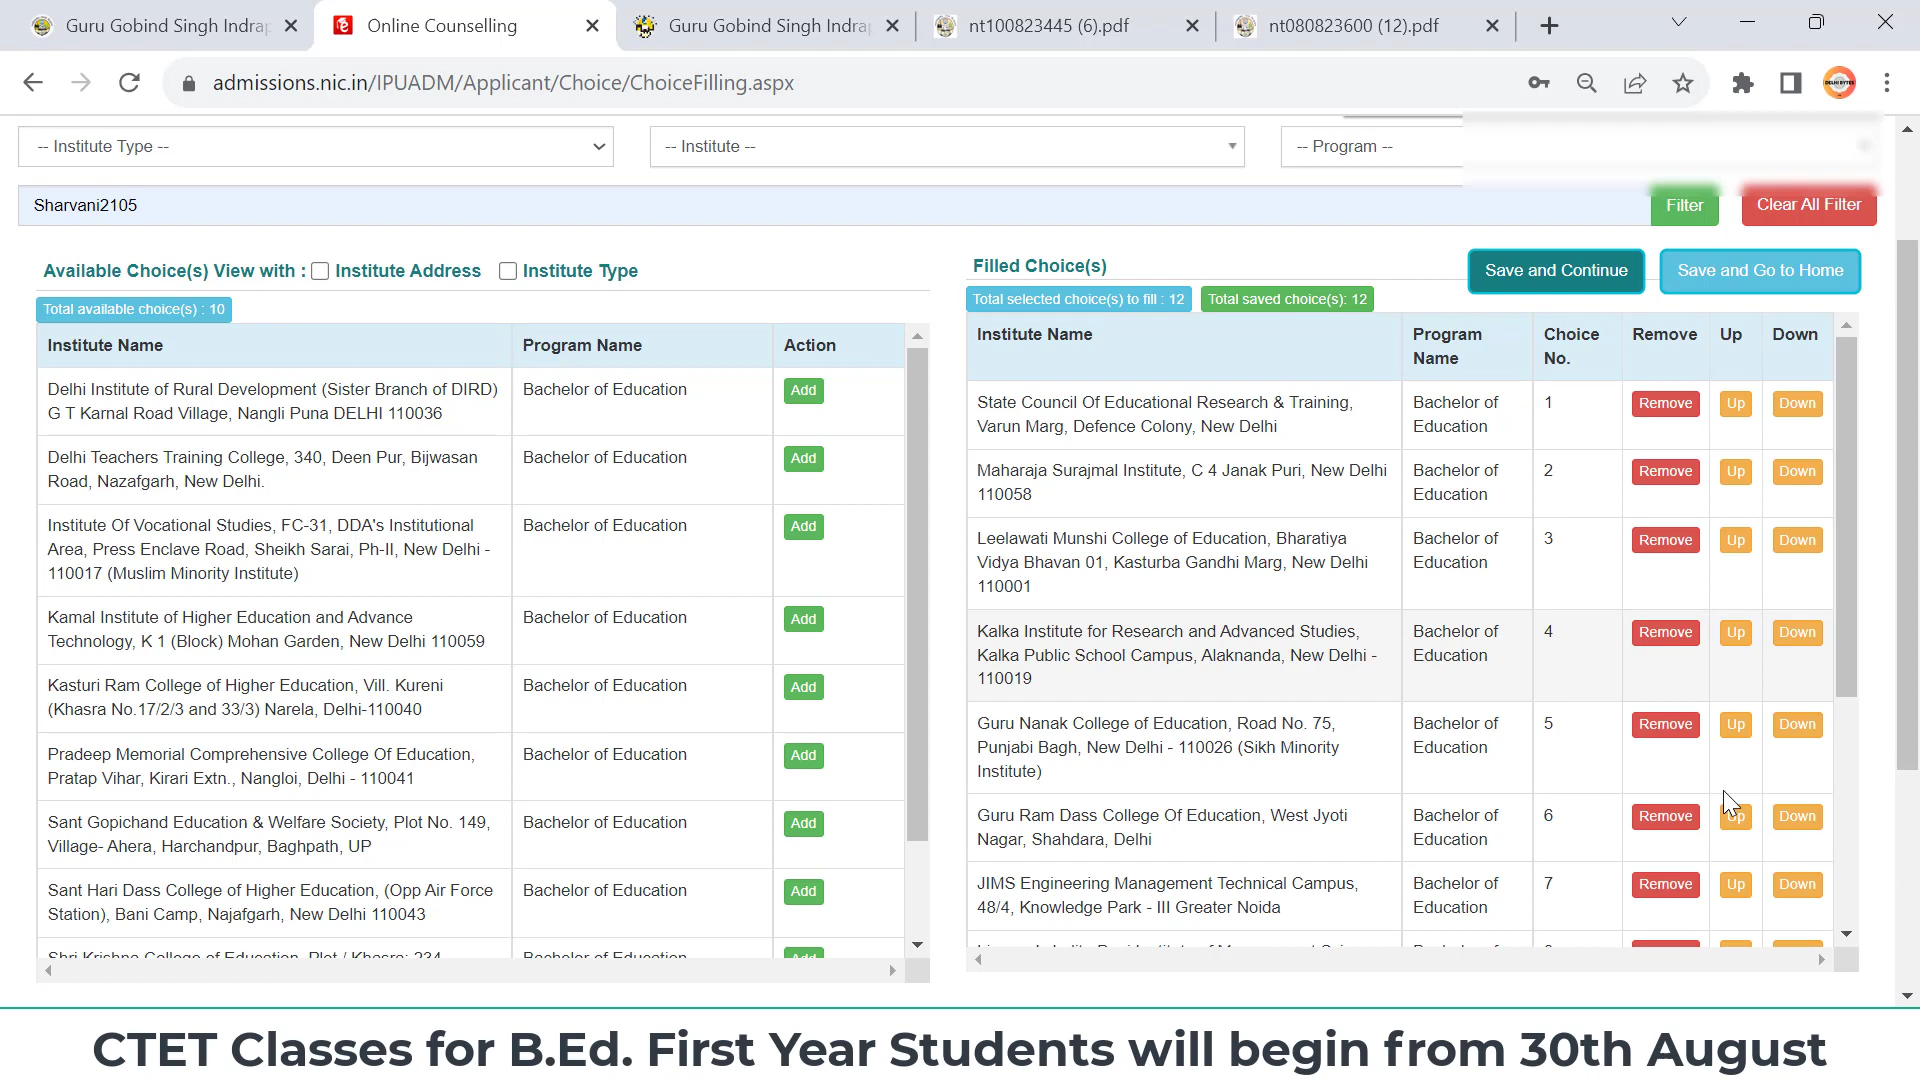 Guru Gobind Singh Indrap
Online Counselling
Guru Gobind Singh Indrap
nt100823445 (6).pdf
nt080823600 (12).pdf
admissions.nic.in/IPUADM/Applicant/Choice/ChoiceFilling.aspx
-- Institute Type --
-- Institute --
-- Program --
Sharvani2105
Filter
Clear All Filter
Available Choice(s) View with : Institute Address Institute Type
Total available choice(s) : 10
Institute Name Program Name Action
Delhi Institute of Rural Development (Sister Branch of DIRD)
G T Karnal Road Village, Nangli Puna DELHI 110036
Bachelor of Education
Add
Delhi Teachers Training College, 340, Deen Pur, Bijwasan
Road, Nazafgarh, New Delhi.
Bachelor of Education
Add
Institute Of Vocational Studies, FC-31, DDA's Institutional
Area, Press Enclave Road, Sheikh Sarai, Ph-II, New Delhi -
110017 (Muslim Minority Institute)
Bachelor of Education
Add
Kamal Institute of Higher Education and Advance
Technology, K 1 (Block) Mohan Garden, New Delhi 110059
Bachelor of Education
Add
Kasturi Ram College of Higher Education, Vill. Kureni
(Khasra No.17/2/3 and 33/3) Narela, Delhi-110040
Bachelor of Education
Add
Pradeep Memorial Comprehensive College Of Education,
Pratap Vihar, Kirari Extn., Nangloi, Delhi - 110041
Bachelor of Education
Add
Sant Gopichand Education & Welfare Society, Plot No. 149,
Village- Ahera, Harchandpur, Baghpath, UP
Bachelor of Education
Add
Sant Hari Dass College of Higher Education, (Opp Air Force
Station), Bani Camp, Najafgarh, New Delhi 110043
Bachelor of Education
Add
Shri Krishna College of Education, Plot / Khasra: 234
Bachelor of Education
Add
Filled Choice(s)
Save and Continue
Save and Go to Home
Total selected choice(s) to fill : 12
Total saved choice(s): 12
Institute Name
Program
Name
Choice
No.
Remove
Up
Down
State Council Of Educational Research & Training,
Varun Marg, Defence Colony, New Delhi
Bachelor of
Education
1
Remove
Up
Down
Maharaja Surajmal Institute, C 4 Janak Puri, New Delhi
110058
Bachelor of
Education
2
Remove
Up
Down
Leelawati Munshi College of Education, Bharatiya
Vidya Bhavan 01, Kasturba Gandhi Marg, New Delhi
110001
Bachelor of
Education
3
Remove
Up
Down
Kalka Institute for Research and Advanced Studies,
Kalka Public School Campus, Alaknanda, New Delhi -
110019
Bachelor of
Education
4
Remove
Up
Down
Guru Nanak College of Education, Road No. 75,
Punjabi Bagh, New Delhi - 110026 (Sikh Minority
Institute)
Bachelor of
Education
5
Remove
Up
Down
Guru Ram Dass College Of Education, West Jyoti
Nagar, Shahdara, Delhi
Bachelor of
Education
6
Remove
Up
Down
JIMS Engineering Management Technical Campus,
48/4, Knowledge Park - III Greater Noida
Bachelor of
Education
7
Remove
Up
Down
CTET Classes for B.Ed. First Year Students will begin from 30th August